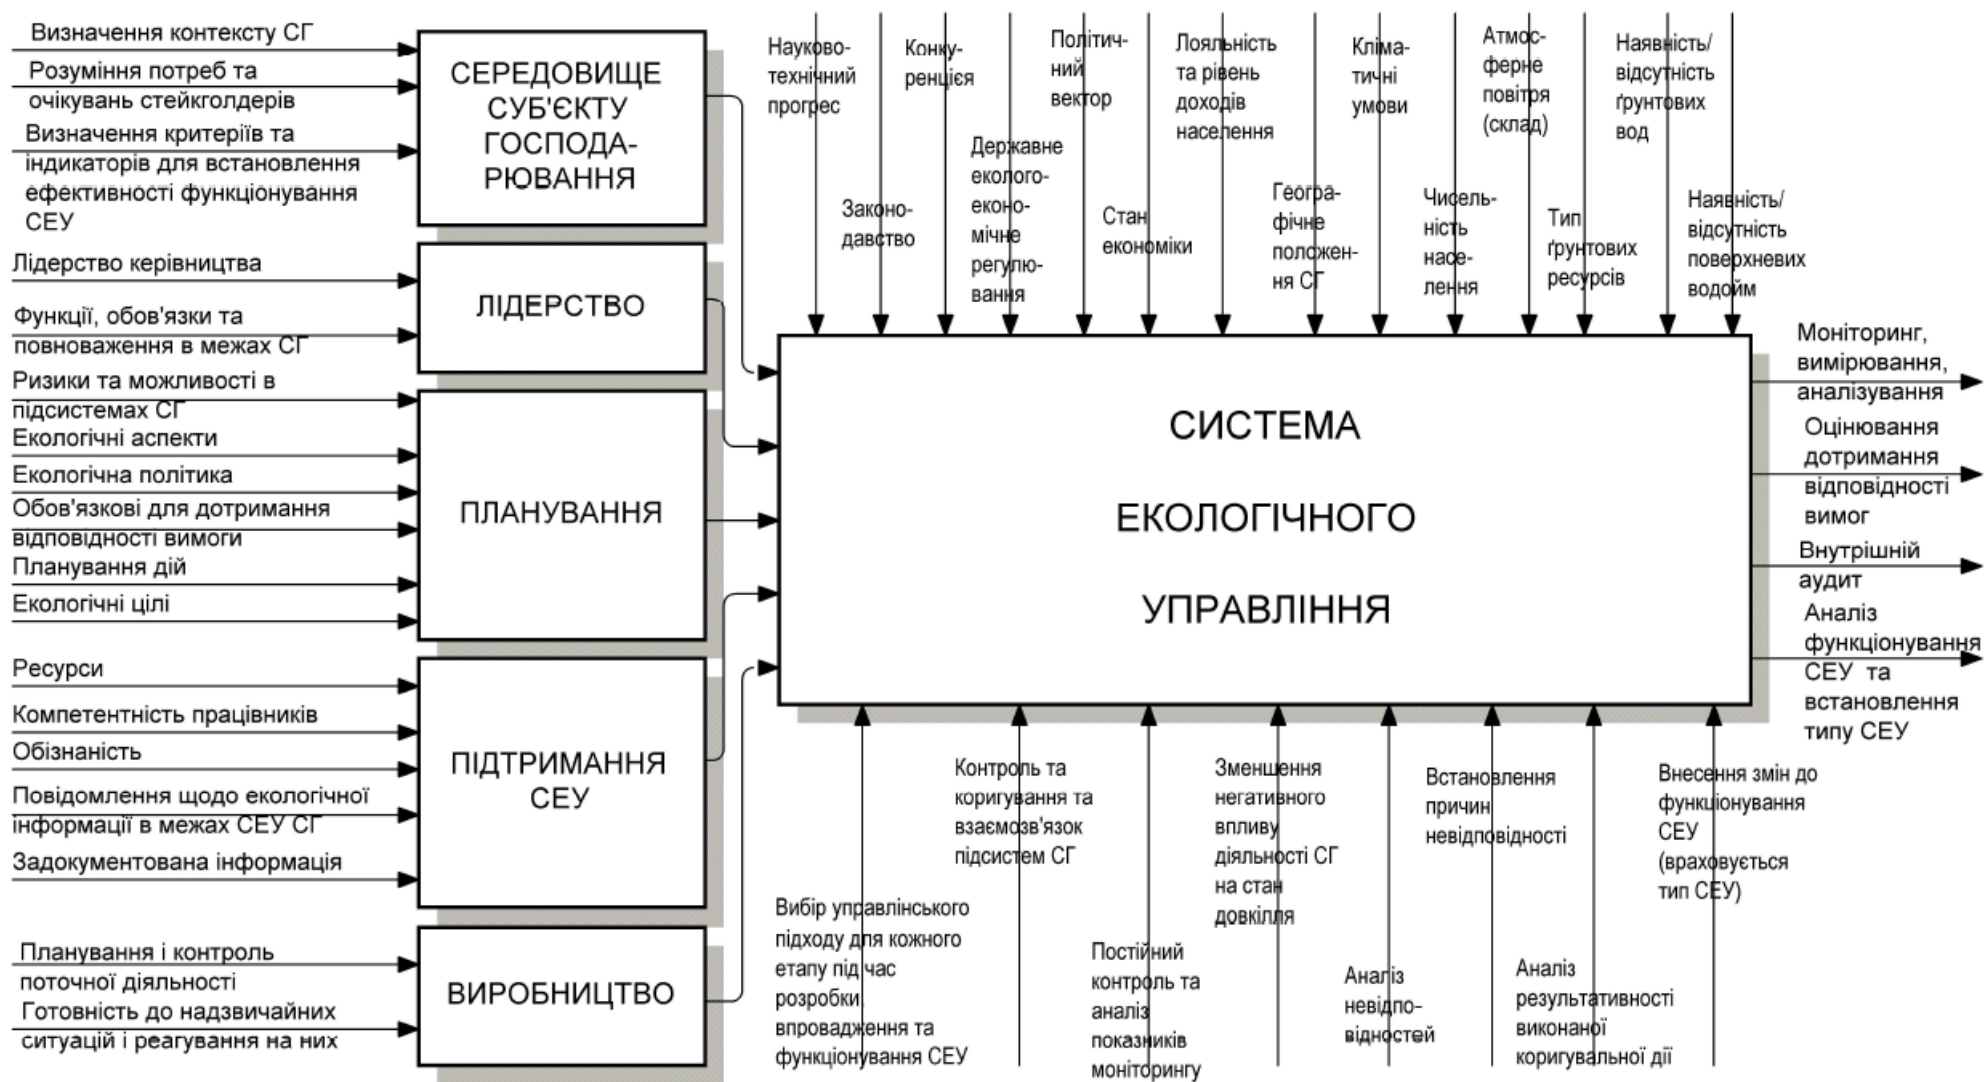 Визначення контексту СГ
Розуміння потреб та
очікувань стейкголдерів
Визначення критеріїв та
індикаторів для встановлення
ефективності функціонування
СЕУ
Лідерство керівництва
Функції, обов'язки та
повноваження в межах СГ
Ризики та можливості в
підсистемах СГ
Екологічні аспекти
Екологічна політика
Обов'язкові для дотримання
відповідності вимоги
Планування дій
Екологічні цілі
Ресурси
Компетентність працівників
Обізнаність
Повідомлення щодо екологічної
інформації в межах СЕУ СГ
Задокументована інформація
Планування і контроль
поточної діяльності
Готовність до надзвичайних
ситуацій і реагування на них
СЕРЕДОВИЩЕ
СУБ'ЄКТУ
ГОСПОДА-
РЮВАННЯ
ЛІДЕРСТВО
ПЛАНУВАННЯ
ПІДТРИМАННЯ
СЕУ
ВИРОБНИЦТВО
Науково-
технічний
прогрес
Законо-
давство
Конку-
ренцієя
Державне
еколого-
еконо-
мічне
регулю-
вання
Політич-
ний
вектор
Стан
економіки
Лояльність
та рівень
доходів
населення
Геогра-
фічне
положен-
ня СГ
Кліма-
тичні
умови
Чисель-
ність
насе-
лення
Атмос-
ферне
повітря
(склад)
Тип
ґрунтових
ресурсів
Наявність/
відсутність
ґрунтових
вод
Наявність/
відсутність
поверхневих
водойм
СИСТЕМА
ЕКОЛОГІЧНОГО
УПРАВЛІННЯ
Моніторинг,
вимірювання,
аналізування
Оцінювання
дотримання
відповідності
вимог
Внутрішній
аудит
Аналіз
функціонування
СЕУ та
встановлення
типу СЕУ
Вибір управлінського
підходу для кожного
етапу під час
розробки
впровадження та
функціонування СЕУ
Контроль та
коригування та
взаємозв'язок
підсистем СГ
Постійний
контроль та
аналіз
показників
моніторингу
Зменшення
негативного
впливу
діяльності СГ
на стан
довкілля
Аналіз
невідпо-
відностей
Встановлення
причин
невідповідності
Аналіз
результативності
виконаної
коригувальної дії
Внесення змін до
функціонування
СЕУ
(враховується
тип СЕУ)